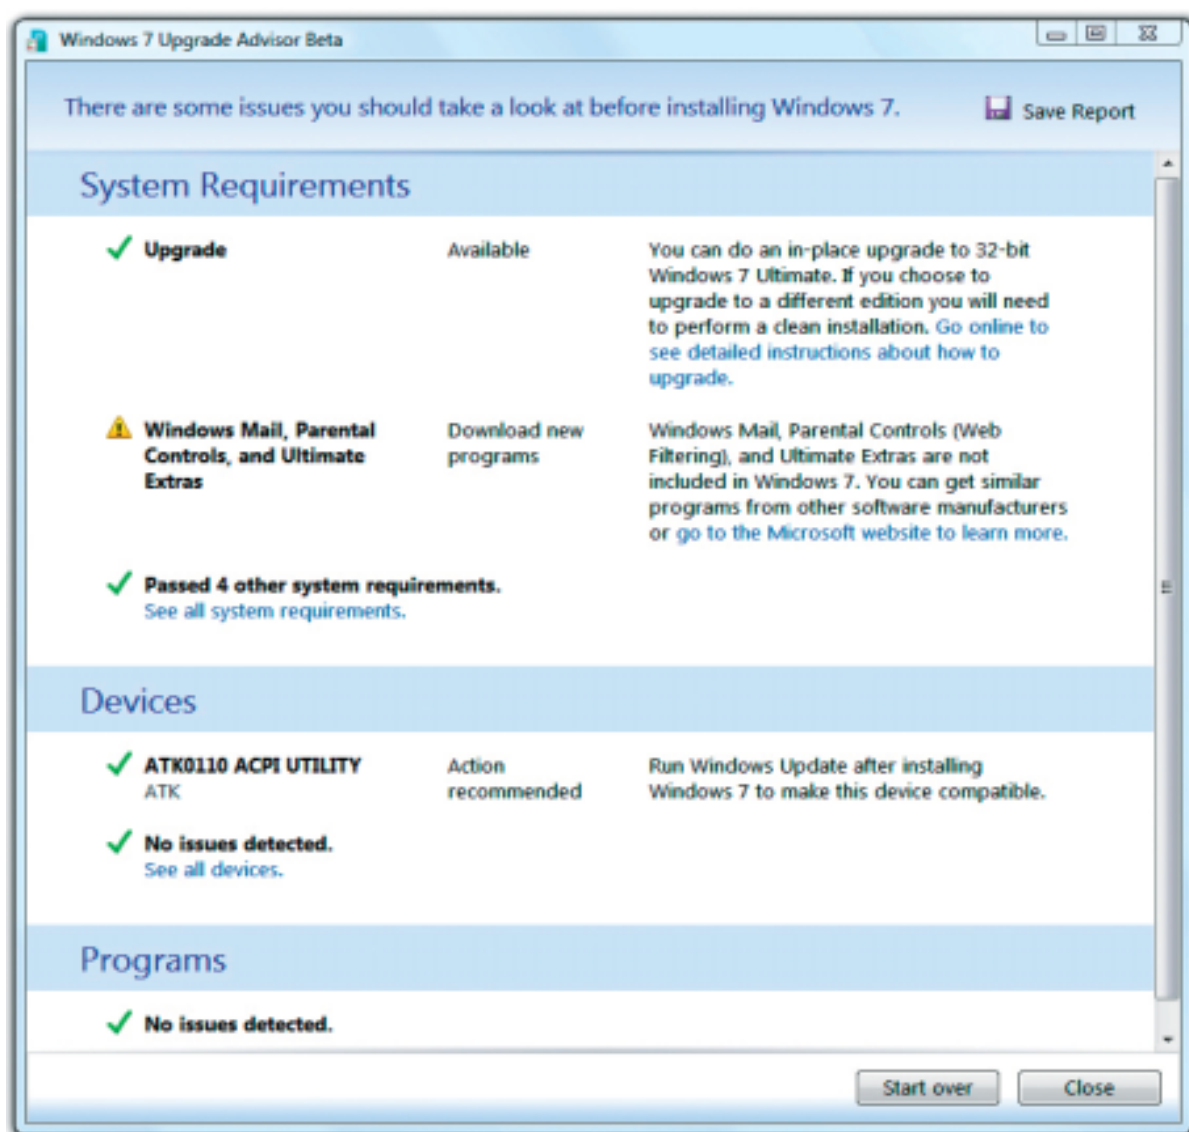 Windows 7 Upgrade Advisor Beta
There are some issues you should take a look at before installing Windows 7.
Save Report
System Requirements
Upgrade
Available
You can do an in-place upgrade to 32-bit
Windows 7 Ultimate. If you choose to
upgrade to a different edition you will need
to perform a clean installation. Go online to
see detailed instructions about how to
upgrade.
Windows Mail, Parental
Controls, and Ultimate
Extras
Download new
programs
Windows Mail, Parental Controls (Web
Filtering), and Ultimate Extras are not
included in Windows 7. You can get similar
programs from other software manufacturers
or go to the Microsoft website to learn more.
Passed 4 other system requirements.
See all system requirements.
Devices
ATK0110 ACPI UTILITY
ATK
Action
recommended
Run Windows Update after installing
Windows 7 to make this device compatible.
No issues detected.
See all devices.
Programs
No issues detected.
Start over
Close